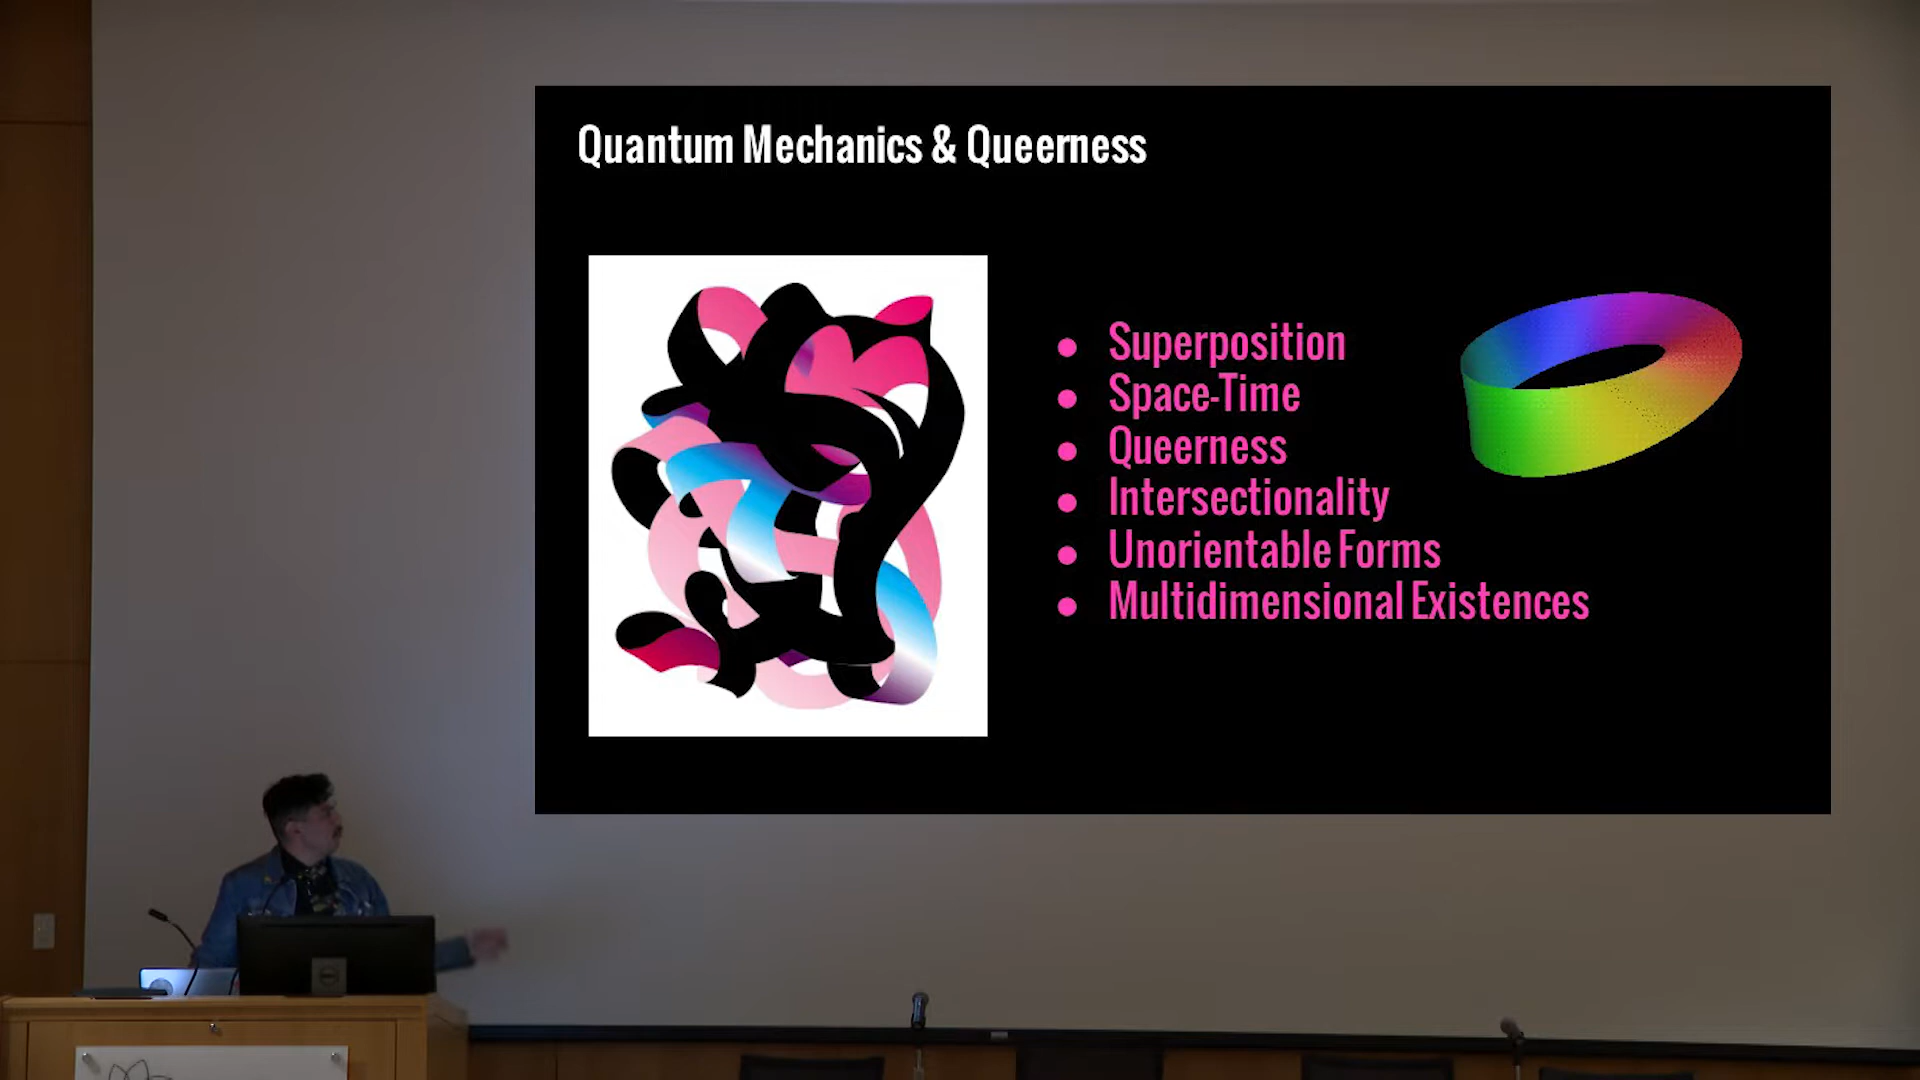 Quantum Mechanics & Queerness
● Superposition
● Space-Time
● Queerness
● Intersectionality
● Unorientable Forms
● Multidimensional Existences